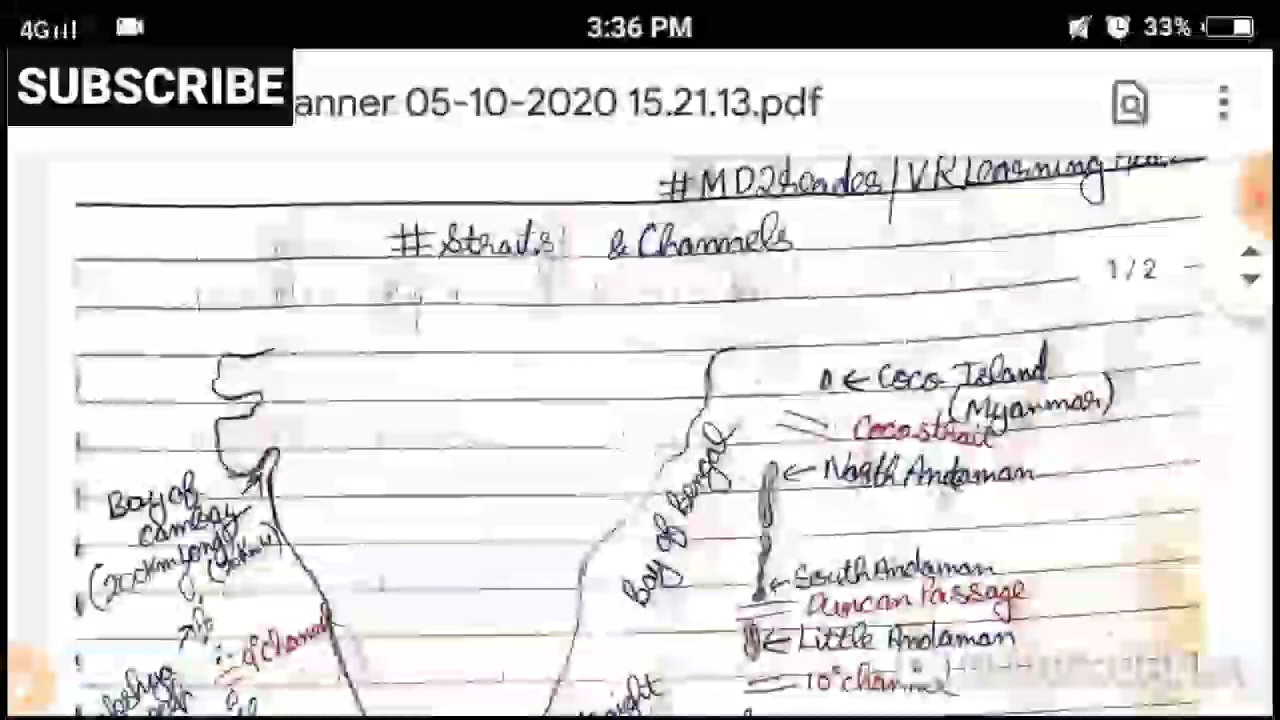 4G
3:36 PM
33%
SUBSCRIBE
anner 05-10-2020 15.21.13.pdf
# Straits & Channels
1/2
← Coco Island
(Myanmar)
Coco strait
← North Andaman
Bay of Bengal
Bay of
Cambay
(200km long)
← South Andaman
Duncan Passage
← Little Andaman
10° channel